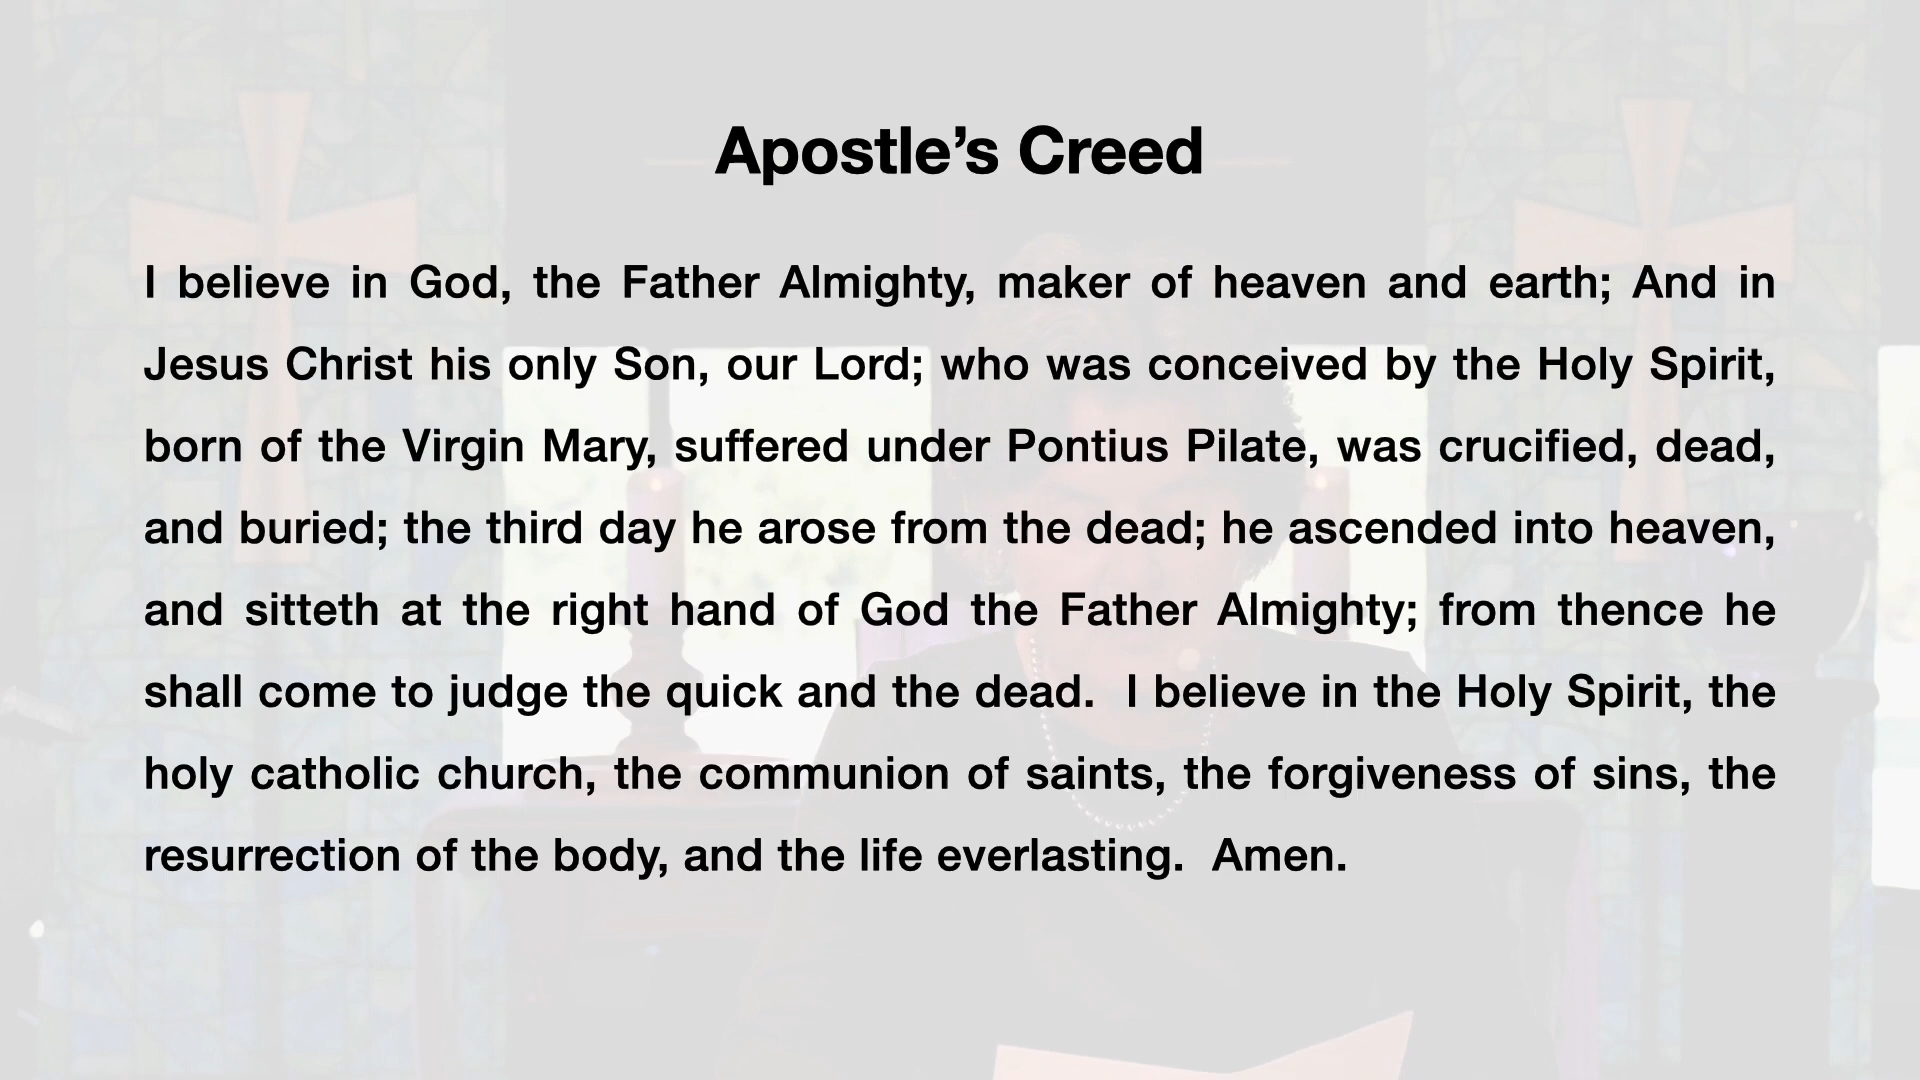 Apostle’s Creed
I believe in God, the Father Almighty, maker of heaven and earth; And in
Jesus Christ his only Son, our Lord; who was conceived by the Holy Spirit,
born of the Virgin Mary, suffered under Pontius Pilate, was crucified, dead,
and buried; the third day he arose from the dead; he ascended into heaven,
and sitteth at the right hand of God the Father Almighty; from thence he
shall come to judge the quick and the dead.  I believe in the Holy Spirit, the
holy catholic church, the communion of saints, the forgiveness of sins, the
resurrection of the body, and the life everlasting.  Amen.